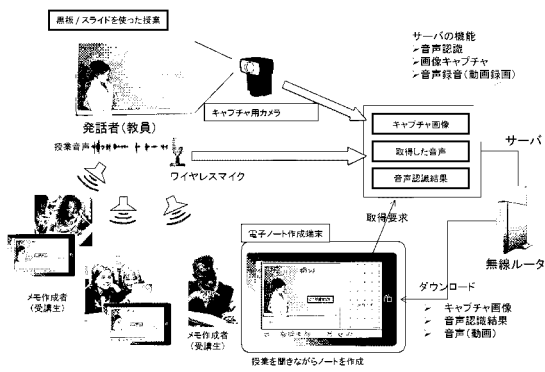 黒板/スライドを使った授業
サーバの機能
➢音声認識
➢画像キャプチャ
➢音声録音(動画録画)
キャプチャ用カメラ
発話者(教員)
授業音声
ワイヤレスマイク
キャプチャ画像
取得した音声
音声認識結果
サーバ
取得要求
電子ノート作成端末
無線ルータ
ダウンロード
➢ キャプチャ画像
➢ 音声認識結果
➢ 音声(動画)
メモ作成者
(受講生)
メモ作成者
(受講生)
メモ作成者
(受講生)
授業を聞きながらノートを作成